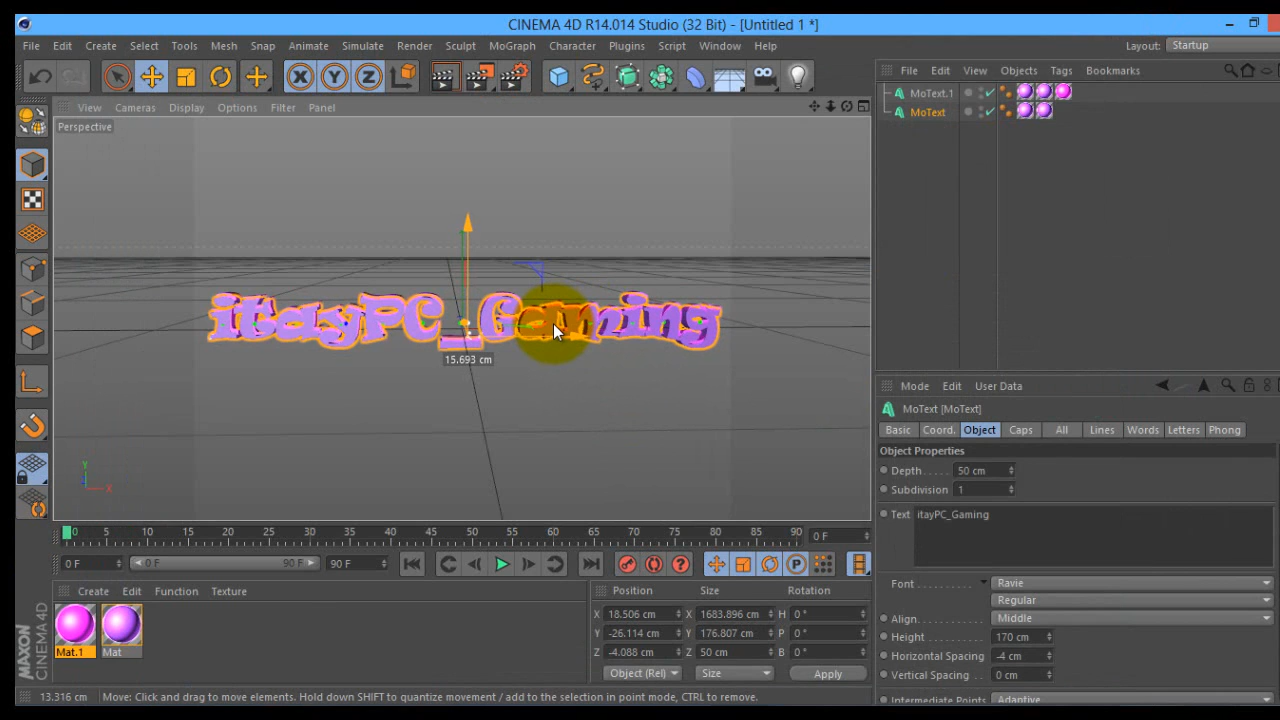 CINEMA 4D R14.014 Studio (32 Bit) - [Untitled 1 *]
File Edit Create Select Tools Mesh Snap Animate Simulate Render Sculpt MoGraph Character Plugins Script Window Help
Layout: Startup
X Y Z
File Edit View Objects Tags Bookmarks
MoText.1
MoText
View Cameras Display Options Filter Panel
Perspective
itayPC_Gaming
15.693 cm
Y
X
Mode Edit User Data
MoText [MoText]
Basic Coord. Object Caps All Lines Words Letters Phong
Object Properties
Depth 50 cm
Subdivision 1
Text itayPC_Gaming
Font Ravie
Regular
Align Middle
Height 170 cm
Horizontal Spacing -4 cm
Vertical Spacing 0 cm
Intermediate Points Adaptive
0 5 10 15 20 25 30 35 40 45 50 55 60 65 70 75 80 85 90 0 F
0 F 0 F 90 F 90 F
Create Edit Function Texture
Mat.1 Mat
MAXON CINEMA 4D
Position Size Rotation
X 18.506 cm X 1683.896 cm H 0 °
Y -26.114 cm Y 176.807 cm P 0 °
Z -4.088 cm Z 50 cm B 0 °
Object (Rel) Size Apply
13.316 cm Move: Click and drag to move elements. Hold down SHIFT to quantize movement / add to the selection in point mode, CTRL to remove.